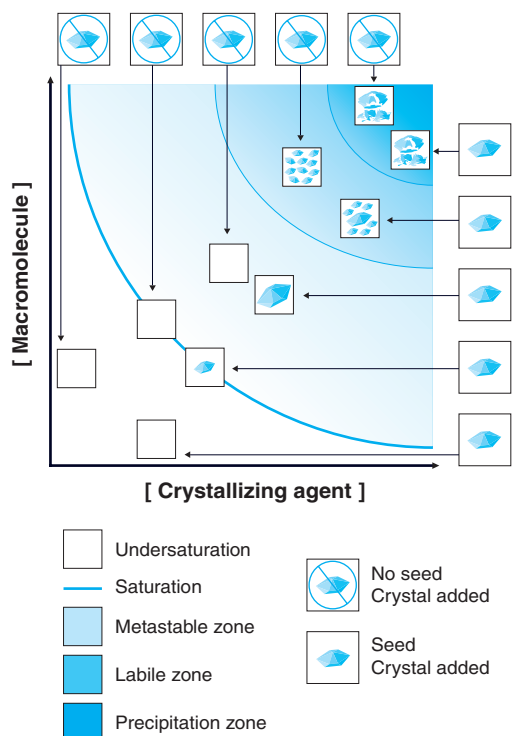 [ Macromolecule ]
[ Crystallizing agent ]
Undersaturation
Saturation
Metastable zone
Labile zone
Precipitation zone
No seed
Crystal added
Seed
Crystal added